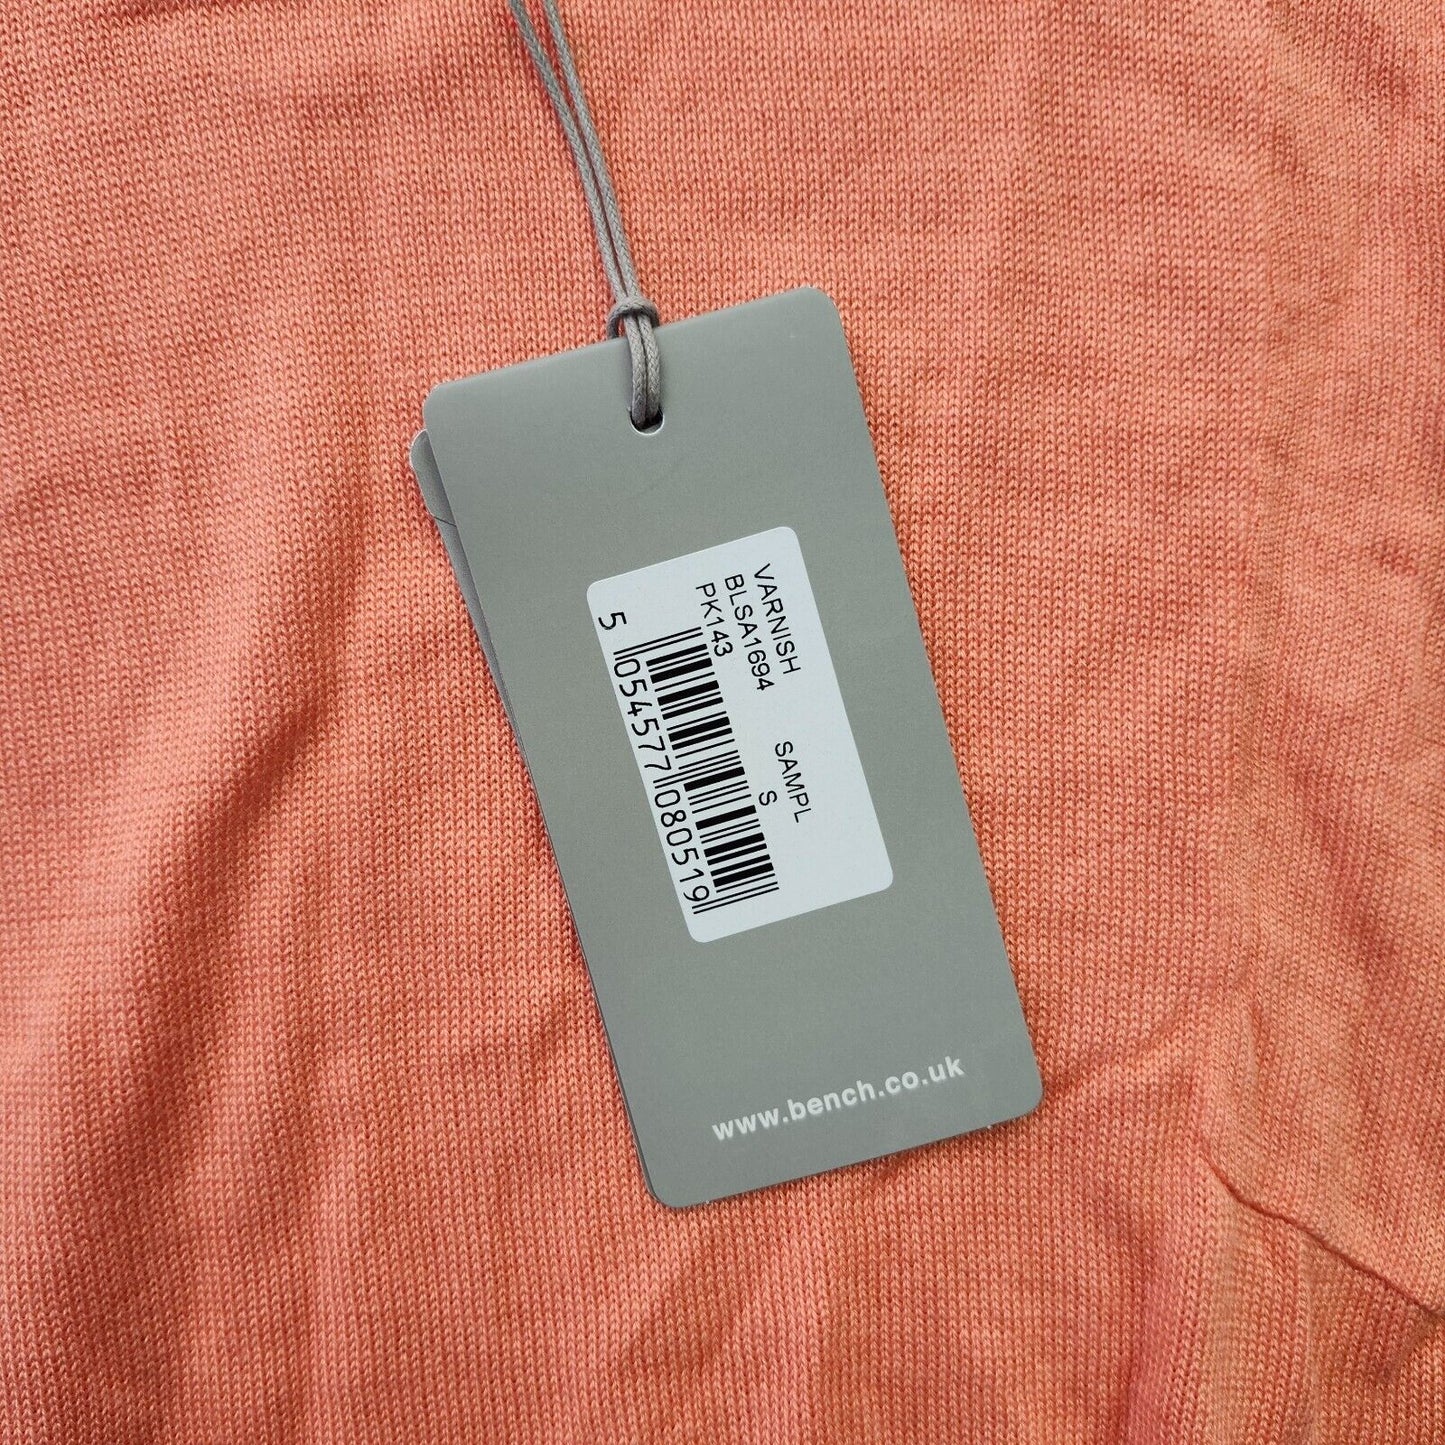 VARNISH SAMPL
BLSA1694 S
PK143
5 054577 080519
www.bench.co.uk